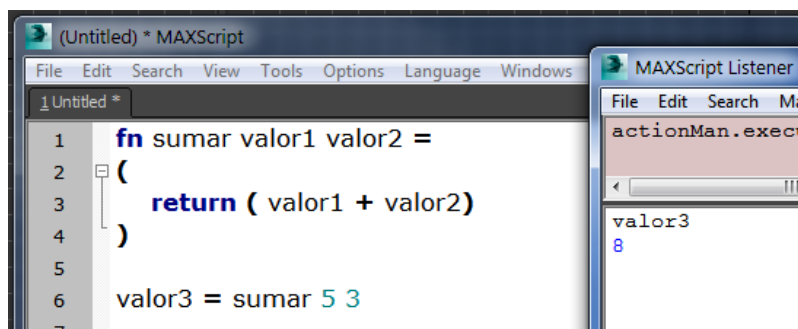 (Untitled) * MAXScript
File Edit Search View Tools Options Language Windows
1 Untitled *
1 fn sumar valor1 valor2 =
2 (
3 return ( valor1 + valor2)
4 )
5
6 valor3 = sumar 5 3
MAXScript Listener
File Edit Search
actionMan.execu
valor3
8